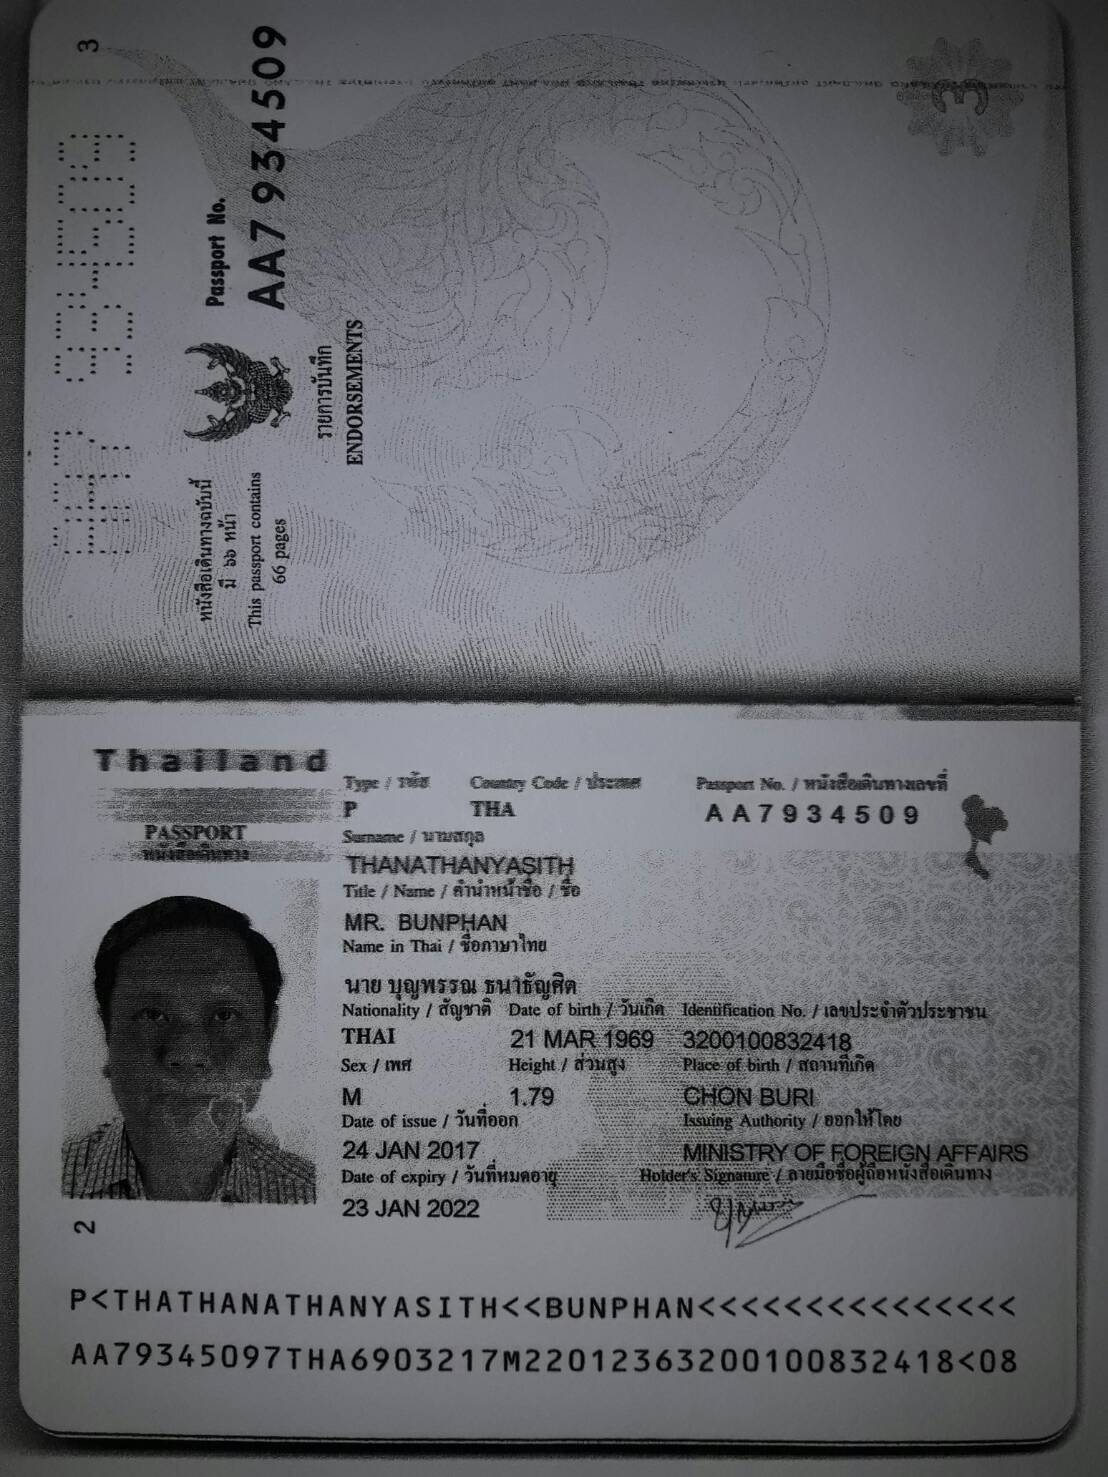 3
THA7934509
Passport No.
AA7934509
หนังสือเดินทางฉบับนี้
มี ๖๖ หน้า
This passport contains
66 pages
รายการบันทึก
ENDORSEMENTS
3
Thailand
PASSPORT
หนังสือเดินทาง
Type / รหัส Country Code / ประเทศ Passport No. / หนังสือเดินทางเลขที่
P THA AA7934509
Surname / นามสกุล
THANATHANYASITH
Title / Name / คำนำหน้าชื่อ / ชื่อ
MR. BUNPHAN
Name in Thai / ชื่อภาษาไทย
นาย บุญพรรณ ธนาธัญศิต
Nationality / สัญชาติ Date of birth / วันเกิด Identification No. / เลขประจำตัวประชาชน
THAI 21 MAR 1969 3200100832418
Sex / เพศ Height / ส่วนสูง Place of birth / สถานที่เกิด
M 1.79 CHON BURI
Date of issue / วันที่ออก Issuing Authority / ออกให้โดย
24 JAN 2017 MINISTRY OF FOREIGN AFFAIRS
Date of expiry / วันที่หมดอายุ Holder's Signature / ลายมือชื่อผู้ถือหนังสือเดินทาง
23 JAN 2022
2
P<THATHANATHANYASITH<<BUNPHAN<<<<<<<<<<<<<<<
AA79345097THA6903217M22012363200100832418<08